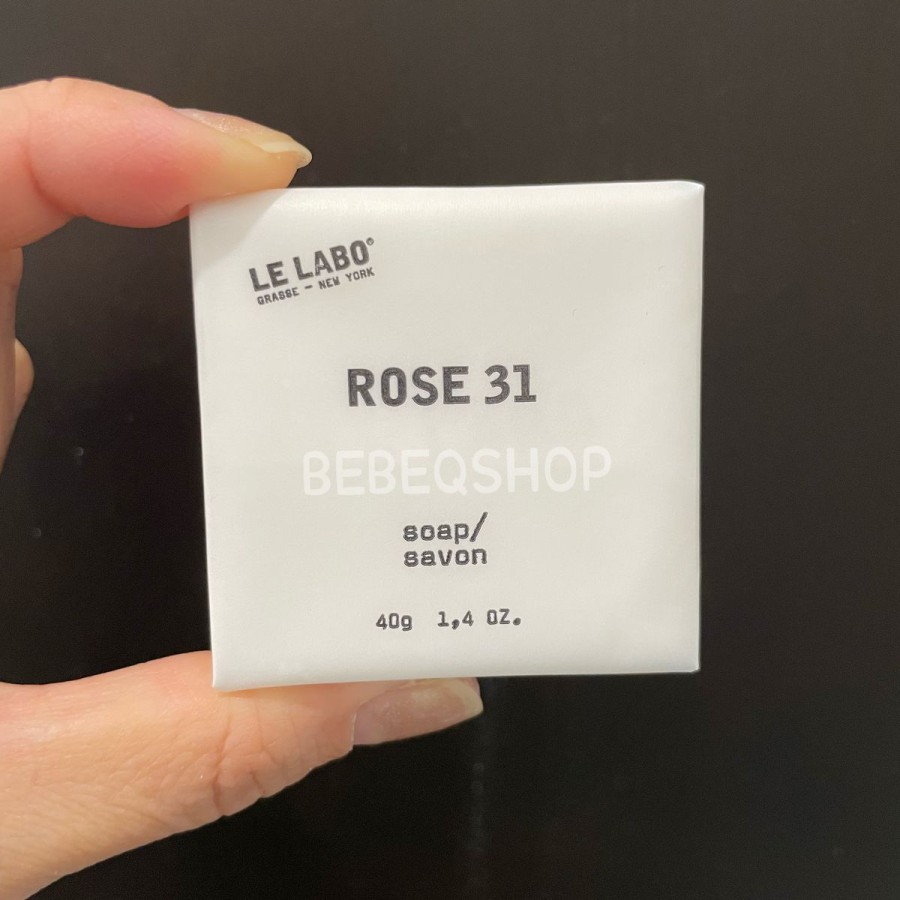 LE LABO®
GRASSE — NEW YORK
ROSE 31
BEBEQSHOP
soap/
savon
40g 1,4 OZ.